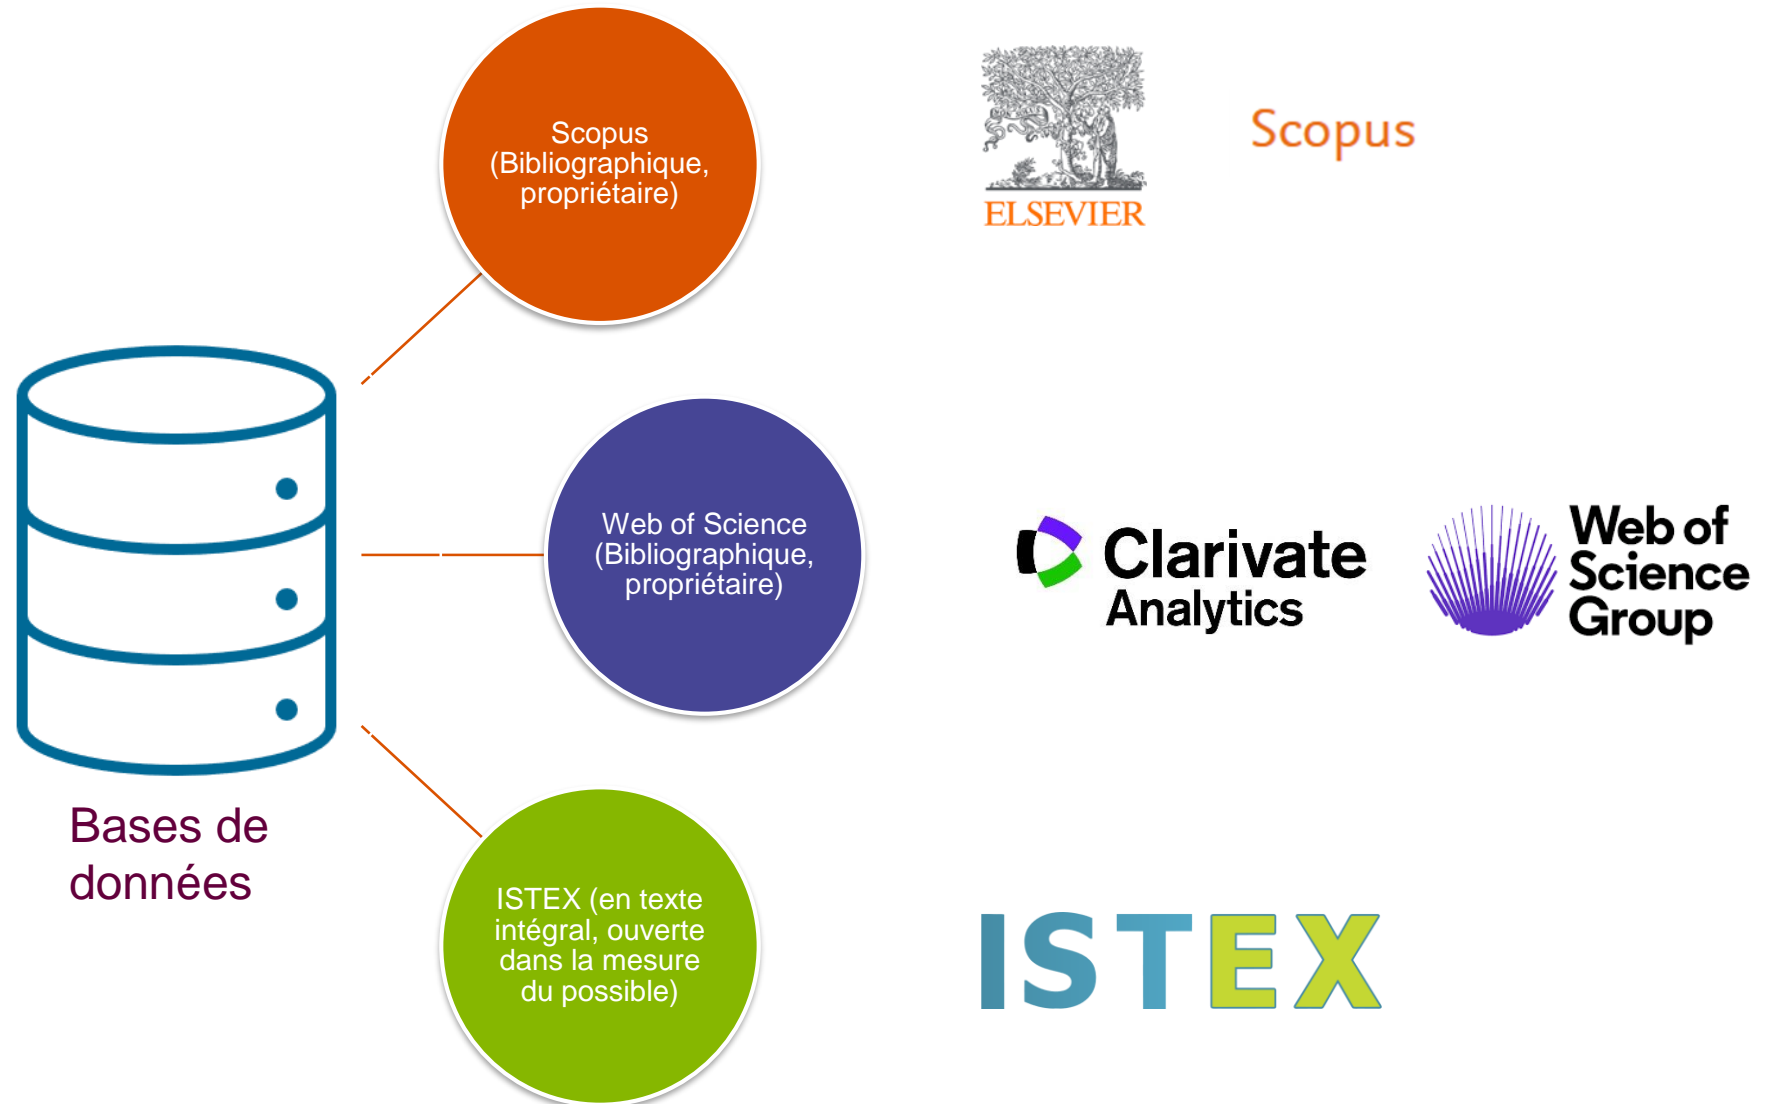 Scopus
(Bibliographique,
propriétaire)
ELSEVIER
Scopus
Bases de
données
Web of Science
(Bibliographique,
propriétaire)
Clarivate
Analytics
Web of
Science
Group
ISTEX (en texte
intégral, ouverte
dans la mesure
du possible)
ISTEX